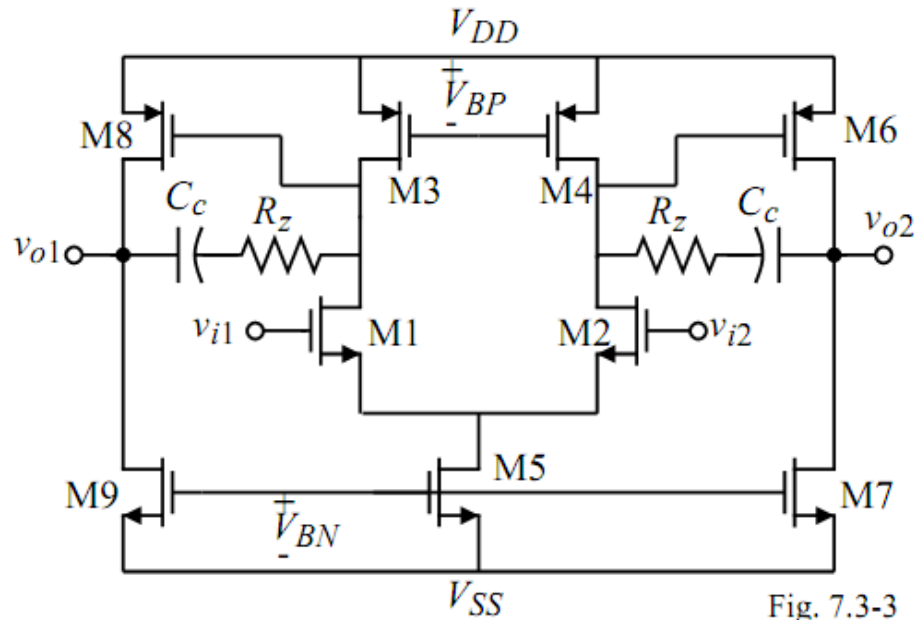 VDD
+
VBP
-
M8
M6
M3
M4
Cc
Rz
Rz
Cc
vo1
vo2
vi1
M1
M2
vi2
M9
M5
M7
+
VBN
-
VSS
Fig. 7.3-3